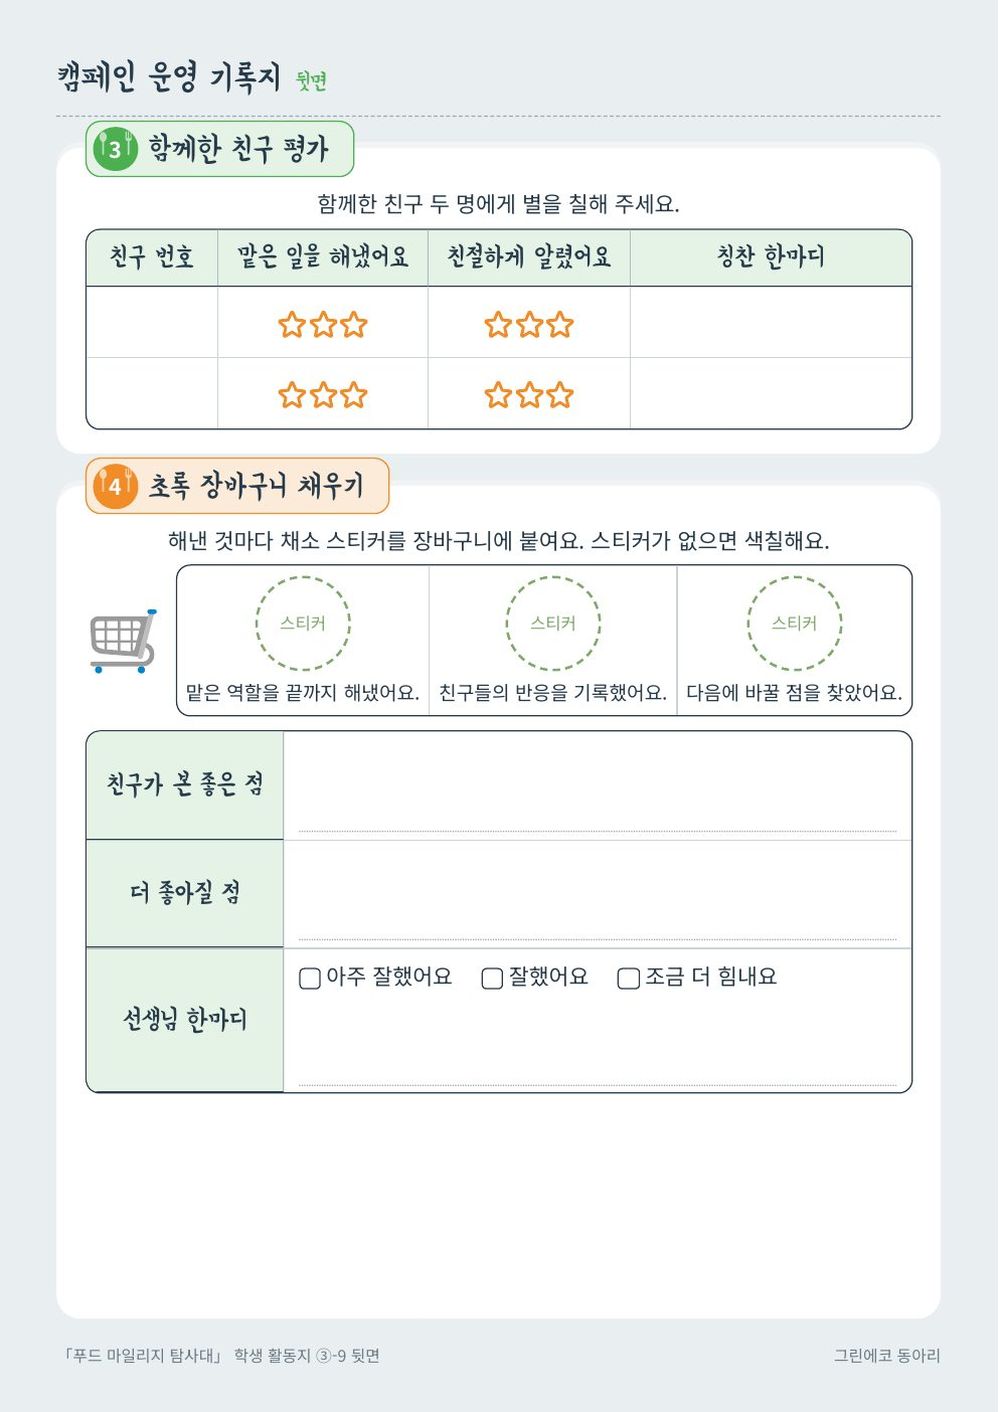 캠페인 운영 기록지 뒷면
3 함께한 친구 평가
함께한 친구 두 명에게 별을 칠해 주세요.
친구 번호 맡은 일을 해냈어요 친절하게 알렸어요 칭찬 한마디
4 초록 장바구니 채우기
해낸 것마다 채소 스티커를 장바구니에 붙여요. 스티커가 없으면 색칠해요.
스티커 스티커 스티커
맡은 역할을 끝까지 해냈어요. 친구들의 반응을 기록했어요. 다음에 바꿀 점을 찾았어요.
친구가 본 좋은 점
더 좋아질 점
아주 잘했어요 잘했어요 조금 더 힘내요
선생님 한마디
「푸드 마일리지 탐사대」 학생 활동지 ③-9 뒷면 그린에코 동아리